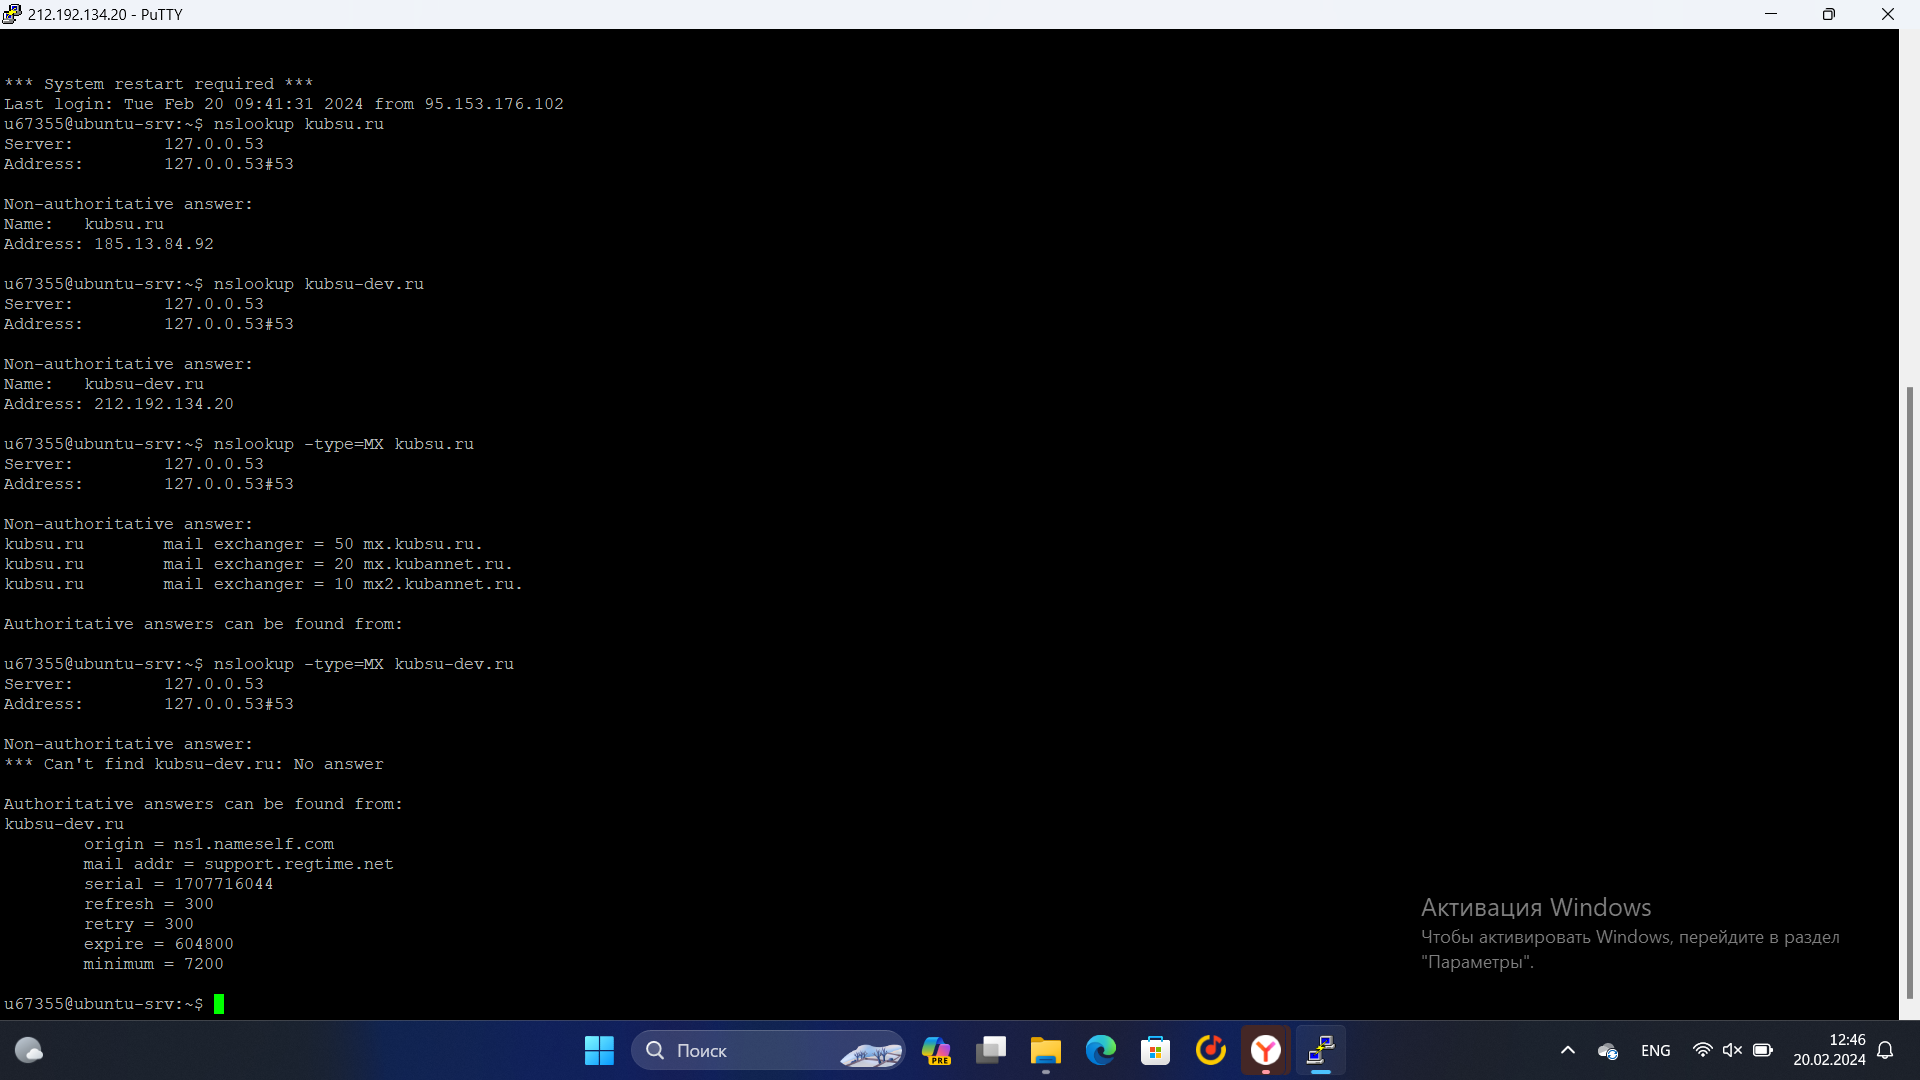 212.192.134.20 - PuTTY
*** System restart required ***
Last login: Tue Feb 20 09:41:31 2024 from 95.153.176.102
u67355@ubuntu-srv:~$ nslookup kubsu.ru
Server:         127.0.0.53
Address:        127.0.0.53#53

Non-authoritative answer:
Name:   kubsu.ru
Address: 185.13.84.92

u67355@ubuntu-srv:~$ nslookup kubsu-dev.ru
Server:         127.0.0.53
Address:        127.0.0.53#53

Non-authoritative answer:
Name:   kubsu-dev.ru
Address: 212.192.134.20

u67355@ubuntu-srv:~$ nslookup -type=MX kubsu.ru
Server:         127.0.0.53
Address:        127.0.0.53#53

Non-authoritative answer:
kubsu.ru        mail exchanger = 50 mx.kubsu.ru.
kubsu.ru        mail exchanger = 20 mx.kubannet.ru.
kubsu.ru        mail exchanger = 10 mx2.kubannet.ru.

Authoritative answers can be found from:

u67355@ubuntu-srv:~$ nslookup -type=MX kubsu-dev.ru
Server:         127.0.0.53
Address:        127.0.0.53#53

Non-authoritative answer:
*** Can't find kubsu-dev.ru: No answer

Authoritative answers can be found from:
kubsu-dev.ru
        origin = ns1.nameself.com
        mail addr = support.regtime.net
        serial = 1707716044
        refresh = 300
        retry = 300
        expire = 604800
        minimum = 7200

u67355@ubuntu-srv:~$
Активация Windows
Чтобы активировать Windows, перейдите в раздел
"Параметры".
Поиск
PRE
ENG
12:46
20.02.2024